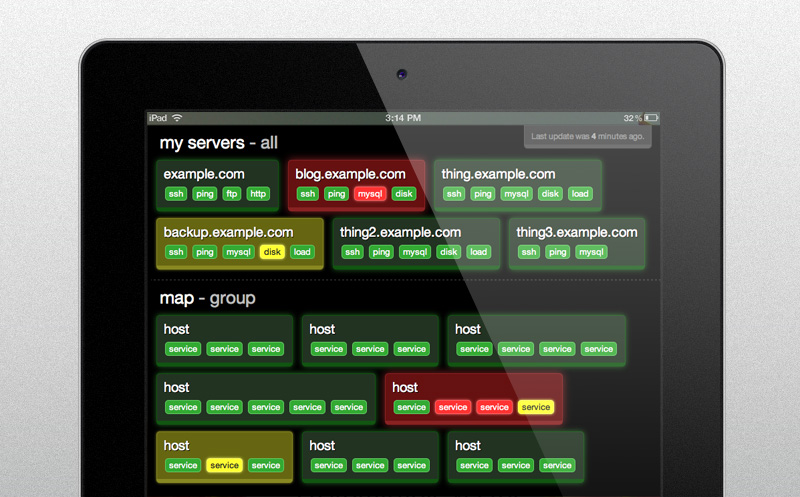 iPad 3:14 PM 32%
Last update was 4 minutes ago.
my servers - all
example.com blog.example.com thing.example.com
ssh ping ftp http ssh ping mysql disk ssh ping mysql disk load
backup.example.com thing2.example.com thing3.example.com
ssh ping mysql disk load ssh ping mysql disk load ssh ping mysql
map - group
host host host
service service service service service service service service service service
host host
service service service service service service service service service
host host host
service service service service service service service service service